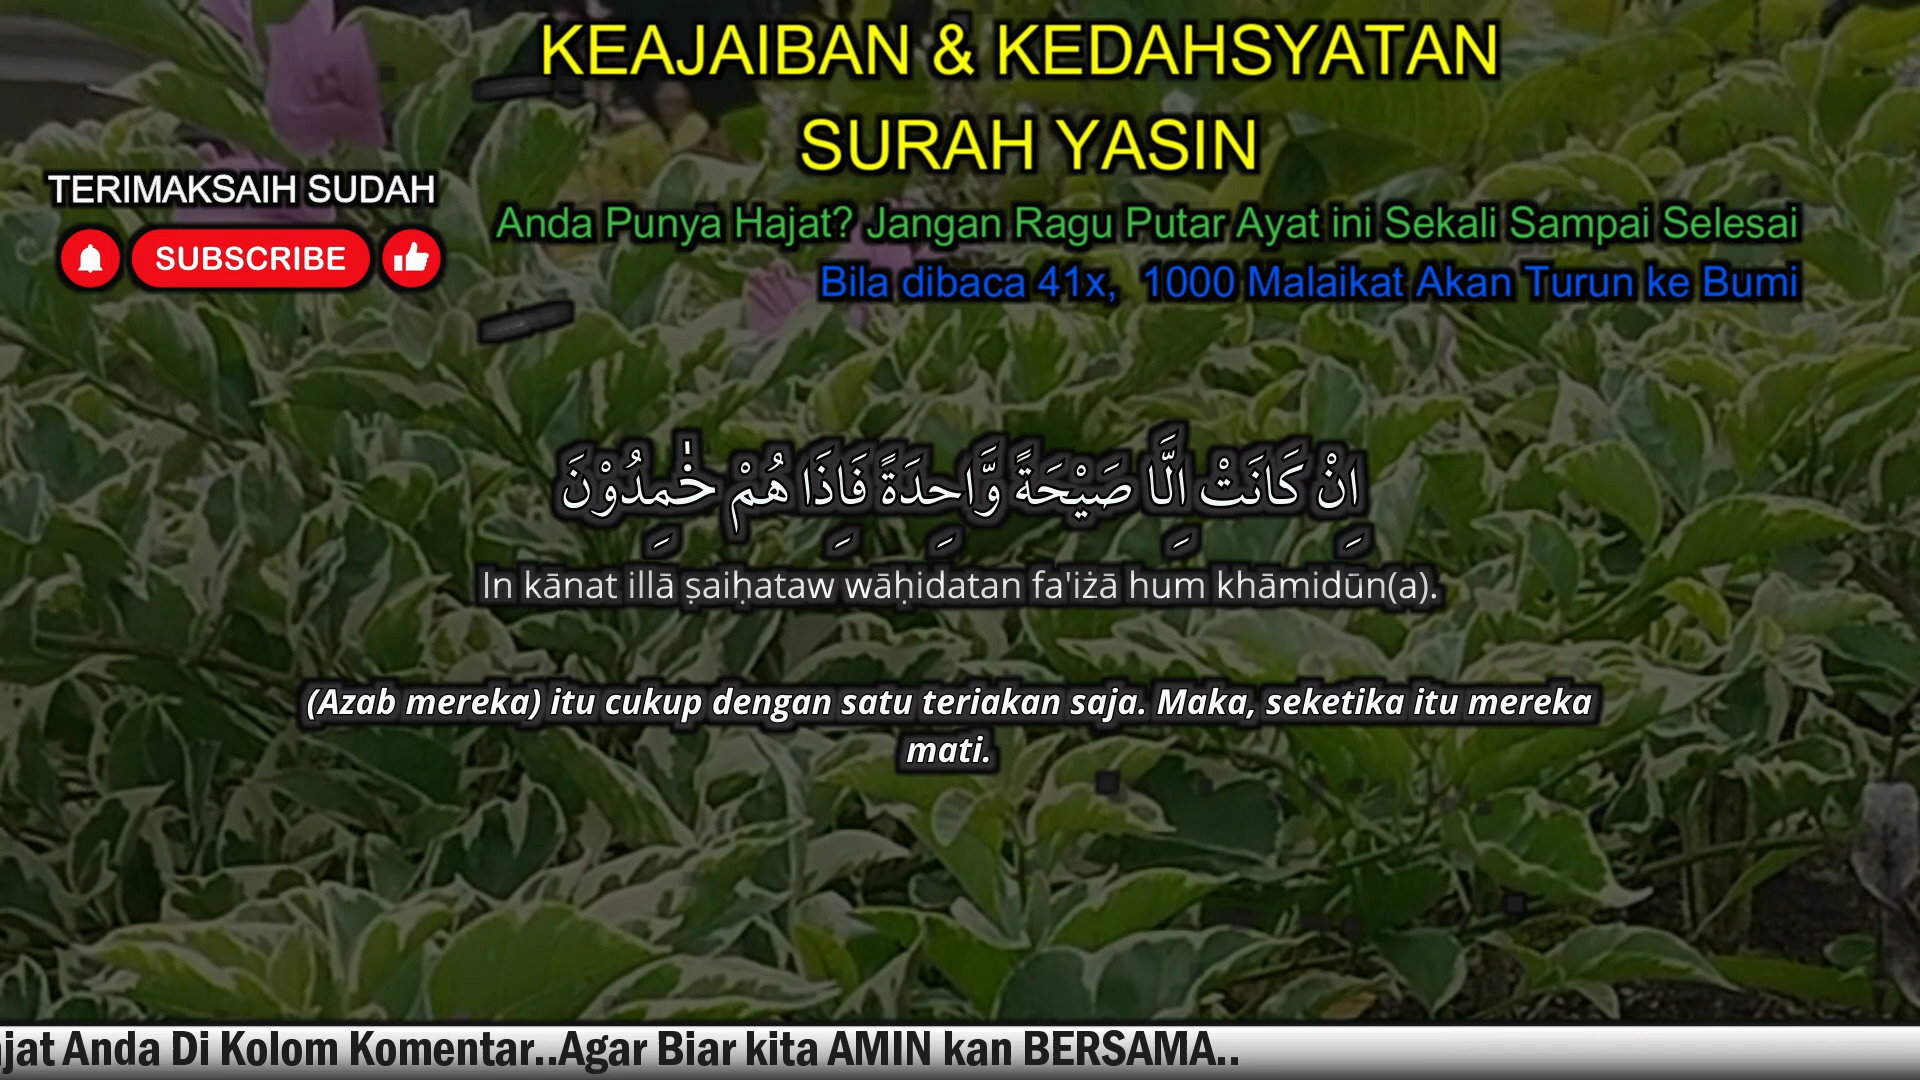 KEAJAIBAN & KEDAHSYATAN
SURAH YASIN
TERIMAKSAIH SUDAH
SUBSCRIBE
Anda Punya Hajat? Jangan Ragu Putar Ayat ini Sekali Sampai Selesai
Bila dibaca 41x, 1000 Malaikat Akan Turun ke Bumi
اِنْ كَانَتْ اِلَّا صَيْحَةً وَّاحِدَةً فَاِذَا هُمْ خٰمِدُوْنَ
In kānat illā ṣaiḥataw wāḥidatan fa'iżā hum khāmidūn(a).
(Azab mereka) itu cukup dengan satu teriakan saja. Maka, seketika itu mereka
mati.
jat Anda Di Kolom Komentar..Agar Biar kita AMIN kan BERSAMA..